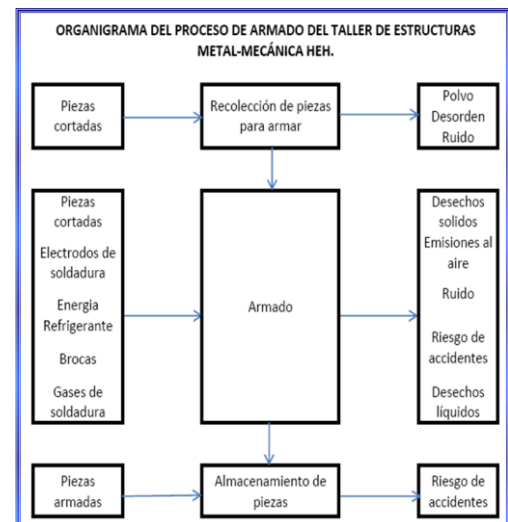 ORGANIGRAMA DEL PROCESO DE ARMADO DEL TALLER DE ESTRUCTURAS
METAL-MECÁNICA HEH.
Piezas
cortadas
Recolección de piezas
para armar
Polvo
Desorden
Ruido
Piezas
cortadas
Electrodos de
soldadura
Energia
Refrigerante
Brocas
Gases de
soldadura
Armado
Desechos
solidos
Emisiones al
aire
Ruido
Riesgo de
accidentes
Desechos
líquidos
Piezas
armadas
Almacenamiento de
piezas
Riesgo de
accidentes